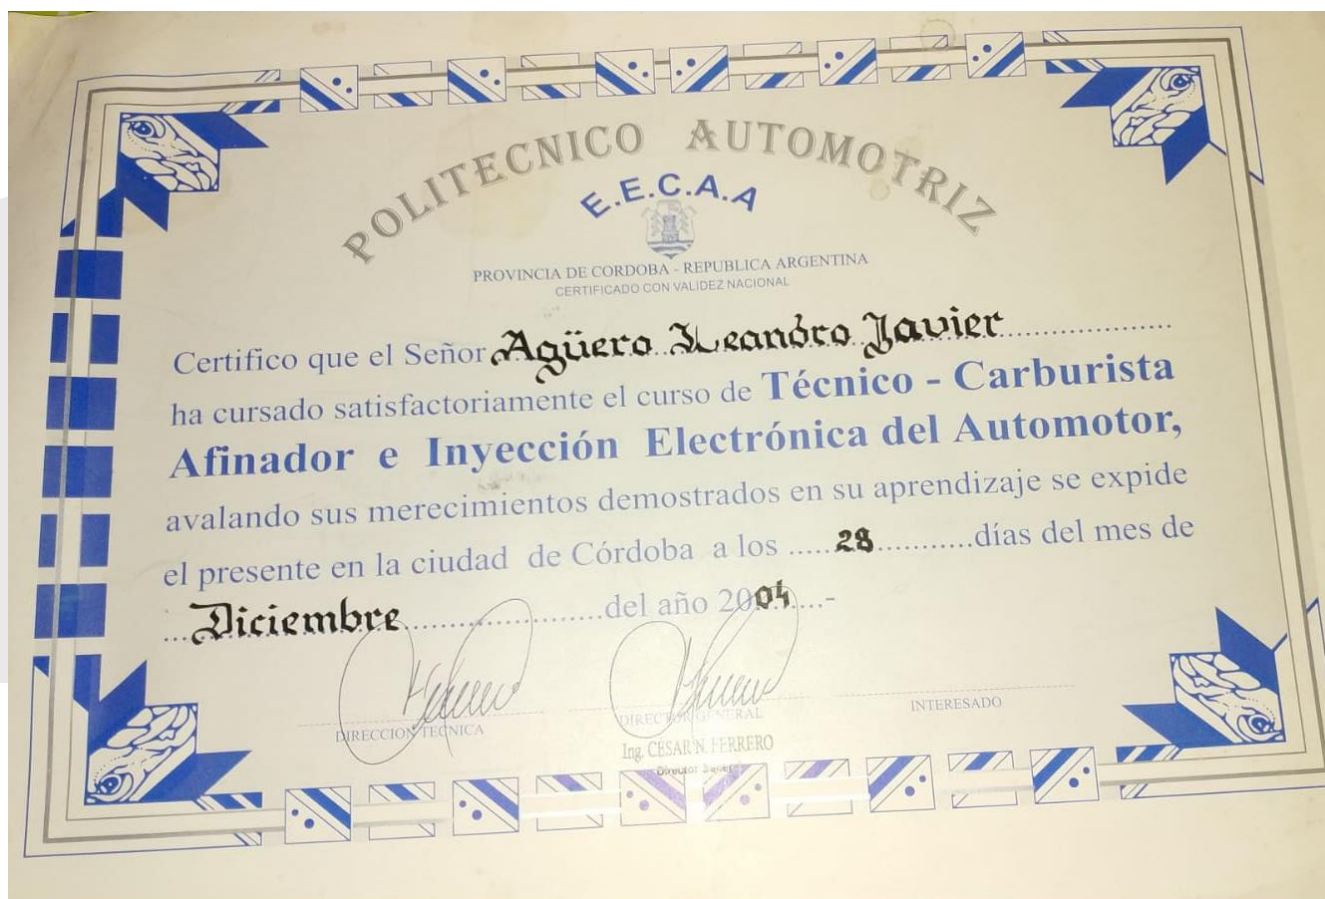 POLITECNICO AUTOMOTRIZ
E.E.C.A.A
PROVINCIA DE CORDOBA - REPUBLICA ARGENTINA
CERTIFICADO CON VALIDEZ NACIONAL
Certifico que el Señor Agüero Leandro Javier
ha cursado satisfactoriamente el curso de Técnico - Carburista
Afinador e Inyección Electrónica del Automotor,
avalando sus merecimientos demostrados en su aprendizaje se expide
el presente en la ciudad de Córdoba a los ..... 28 ........... días del mes de
... Diciembre ...................... del año 2004 ....-
DIRECCION TECNICA
DIRECTOR GENERAL
INTERESADO
Ing. CESAR N. FERRERO
Director